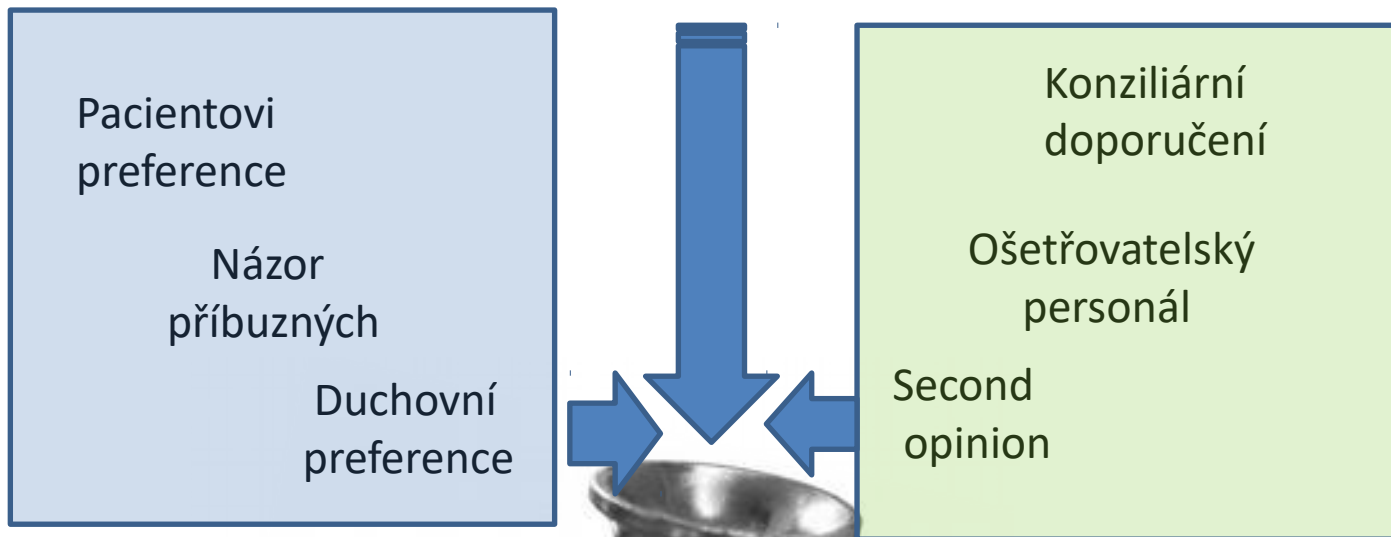 Pacientovi
preference
Názor
příbuzných
Duchovní
preference
Konziliární
doporučení
Ošetřovatelský
personál
Second
opinion